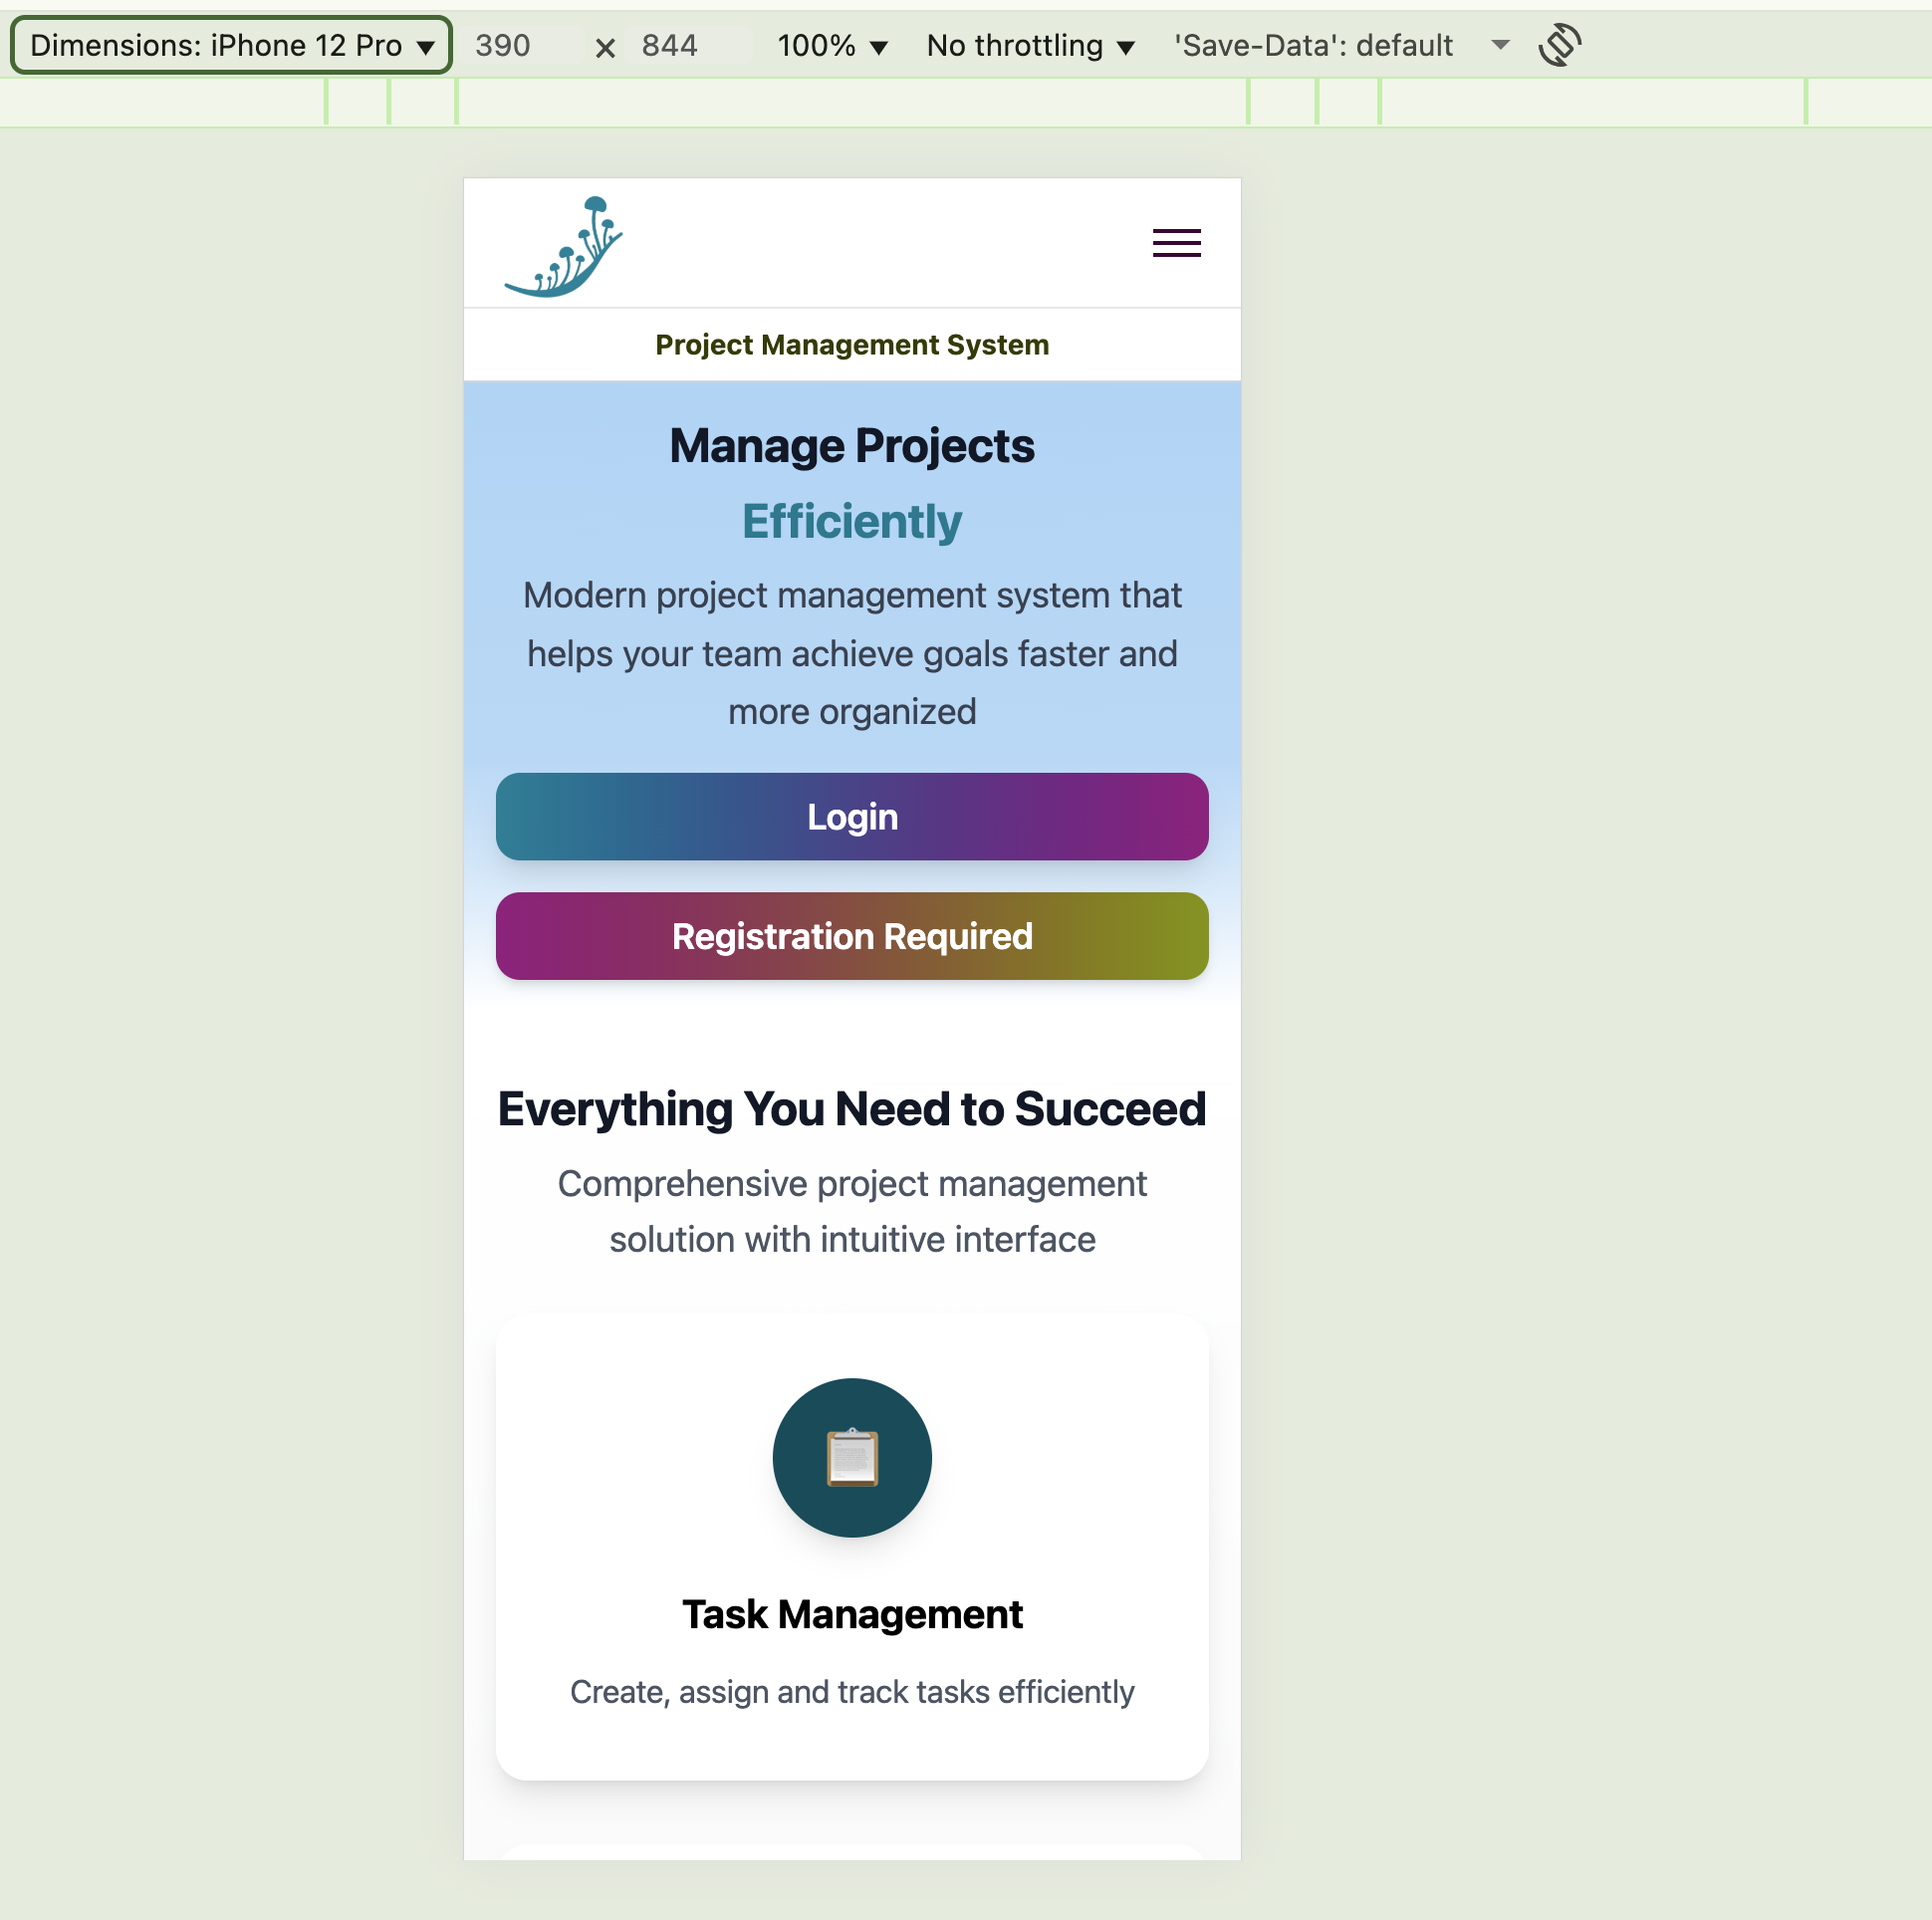 Dimensions: iPhone 12 Pro ▼ 390 × 844 100% ▼ No throttling ▼ 'Save-Data': default
Project Management System
Manage Projects
Efficiently
Modern project management system that
helps your team achieve goals faster and
more organized
Login
Registration Required
Everything You Need to Succeed
Comprehensive project management
solution with intuitive interface
Task Management
Create, assign and track tasks efficiently